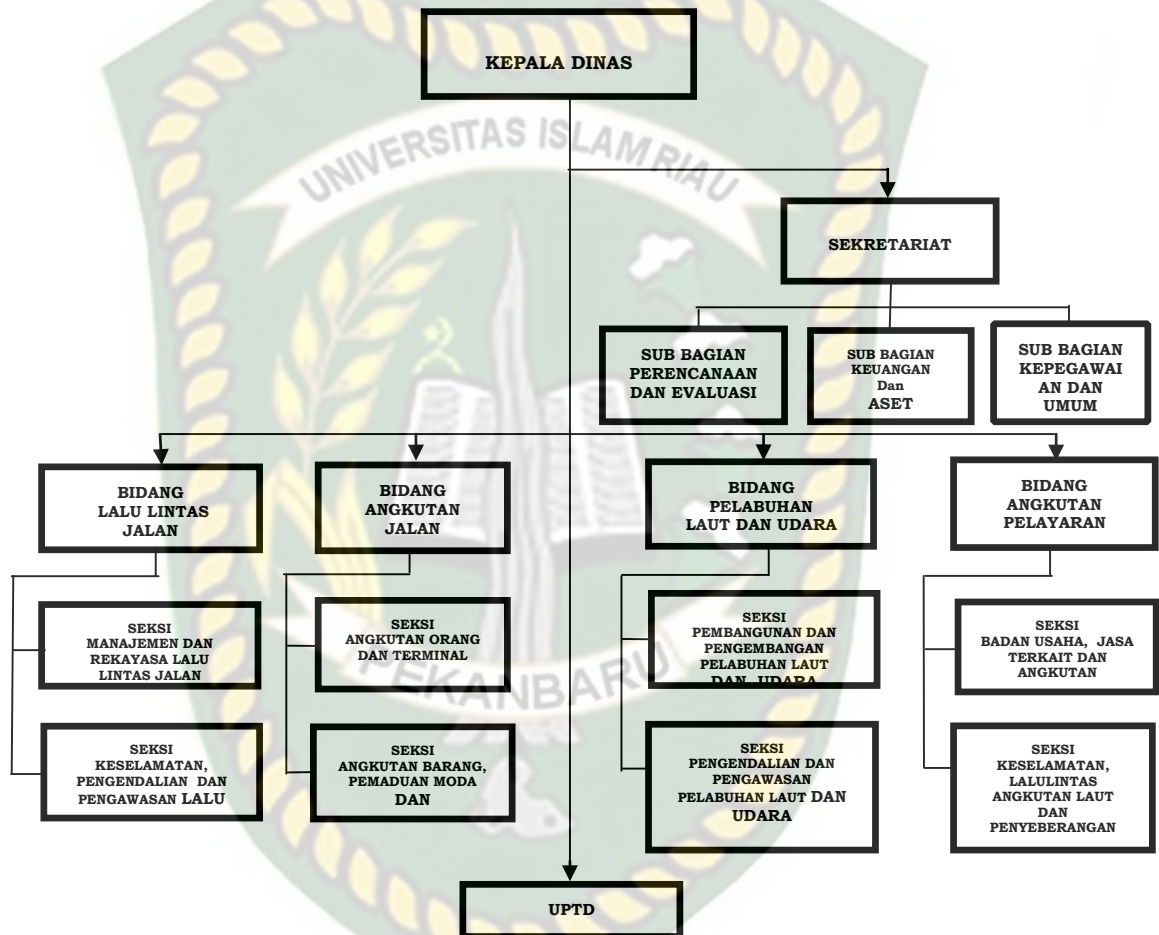 KEPALA DINAS
UNIVERSITAS ISLAM RIAU
SEKRETARIAT
SUB BAGIAN
PERENCANAAN
DAN EVALUASI
SUB BAGIAN
KEUANGAN
Dan
ASET
SUB BAGIAN
KEPEGAWAI
AN DAN
UMUM
BIDANG
LALU LINTAS
JALAN
BIDANG
ANGKUTAN
JALAN
BIDANG
PELABUHAN
LAUT DAN UDARA
BIDANG
ANGKUTAN
PELAYARAN
SEKSI
MANAJEMEN DAN
REKAYASA LALU
LINTAS JALAN
SEKSI
ANGKUTAN ORANG
DAN TERMINAL
SEKSI
PEMBANGUNAN DAN
PENGEMBANGAN
PELABUHAN LAUT
DAN UDARA
SEKSI
BADAN USAHA, JASA
TERKAIT DAN
ANGKUTAN
PEKANBARU
SEKSI
KESELAMATAN,
PENGENDALIAN DAN
PENGAWASAN LALU
SEKSI
ANGKUTAN BARANG,
PEMADUAN MODA
DAN
SEKSI
PENGENDALIAN DAN
PENGAWASAN
PELABUHAN LAUT DAN
UDARA
SEKSI
KESELAMATAN,
LALULINTAS
ANGKUTAN LAUT
DAN
PENYEBERANGAN
UPTD